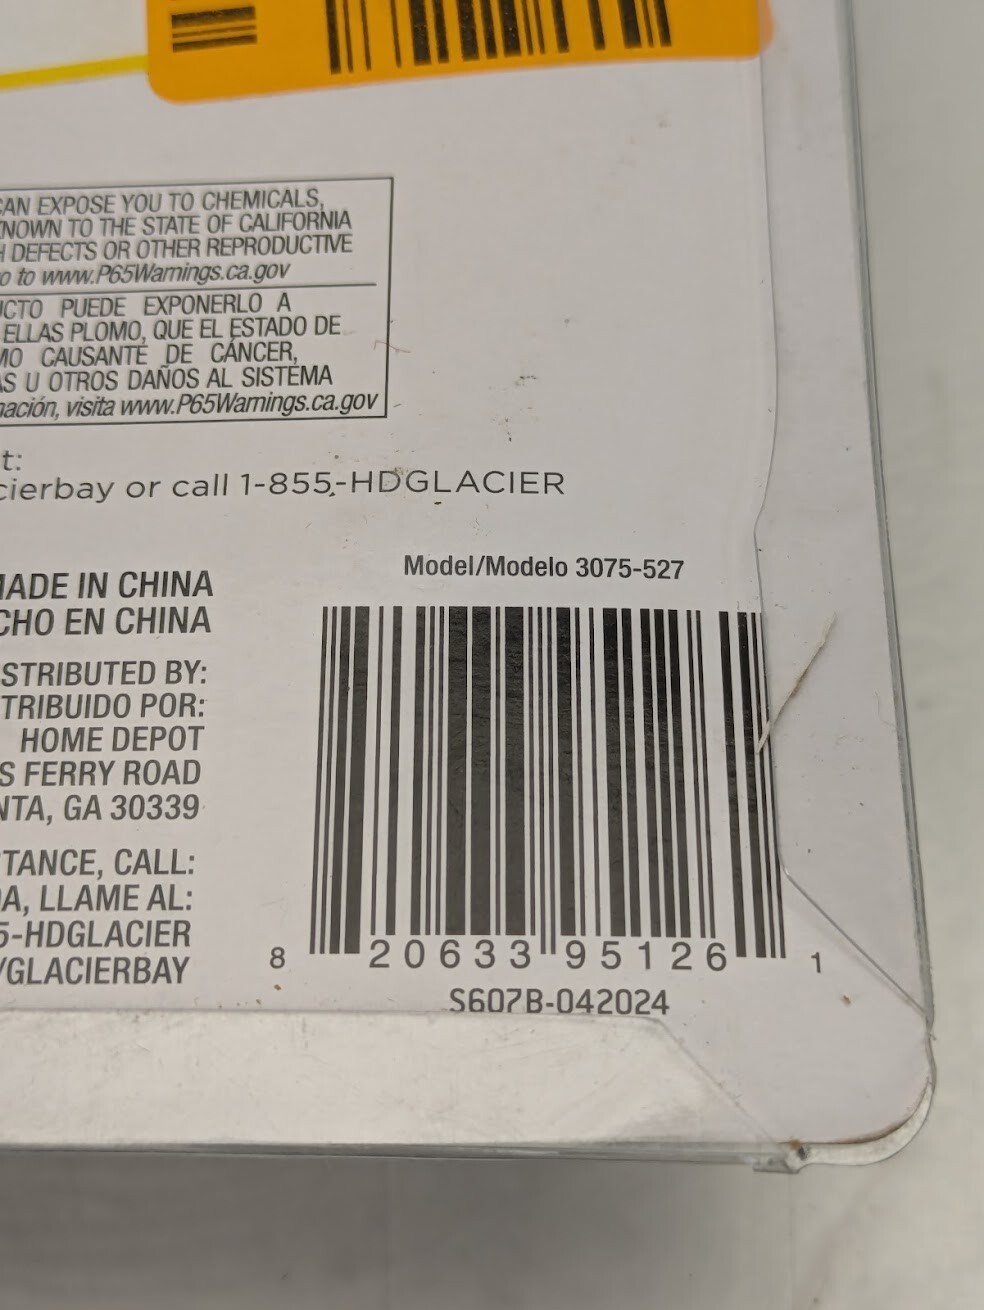 CAN EXPOSE YOU TO CHEMICALS,
KNOWN TO THE STATE OF CALIFORNIA
H DEFECTS OR OTHER REPRODUCTIVE
o to www.P65Warnings.ca.gov
UCTO PUEDE EXPONERLO A
ELLAS PLOMO, QUE EL ESTADO DE
MO CAUSANTE DE CÁNCER,
AS U OTROS DAÑOS AL SISTEMA
mación, visita www.P65Warnings.ca.gov
t:
cierbay or call 1-855-HDGLACIER
Model/Modelo 3075-527
MADE IN CHINA
CHO EN CHINA
STRIBUTED BY:
TRIBUIDO POR:
HOME DEPOT
S FERRY ROAD
NTA, GA 30339
TANCE, CALL:
DA, LLAME AL:
5-HDGLACIER
/GLACIERBAY
8 20633 95126 1
S607B-042024